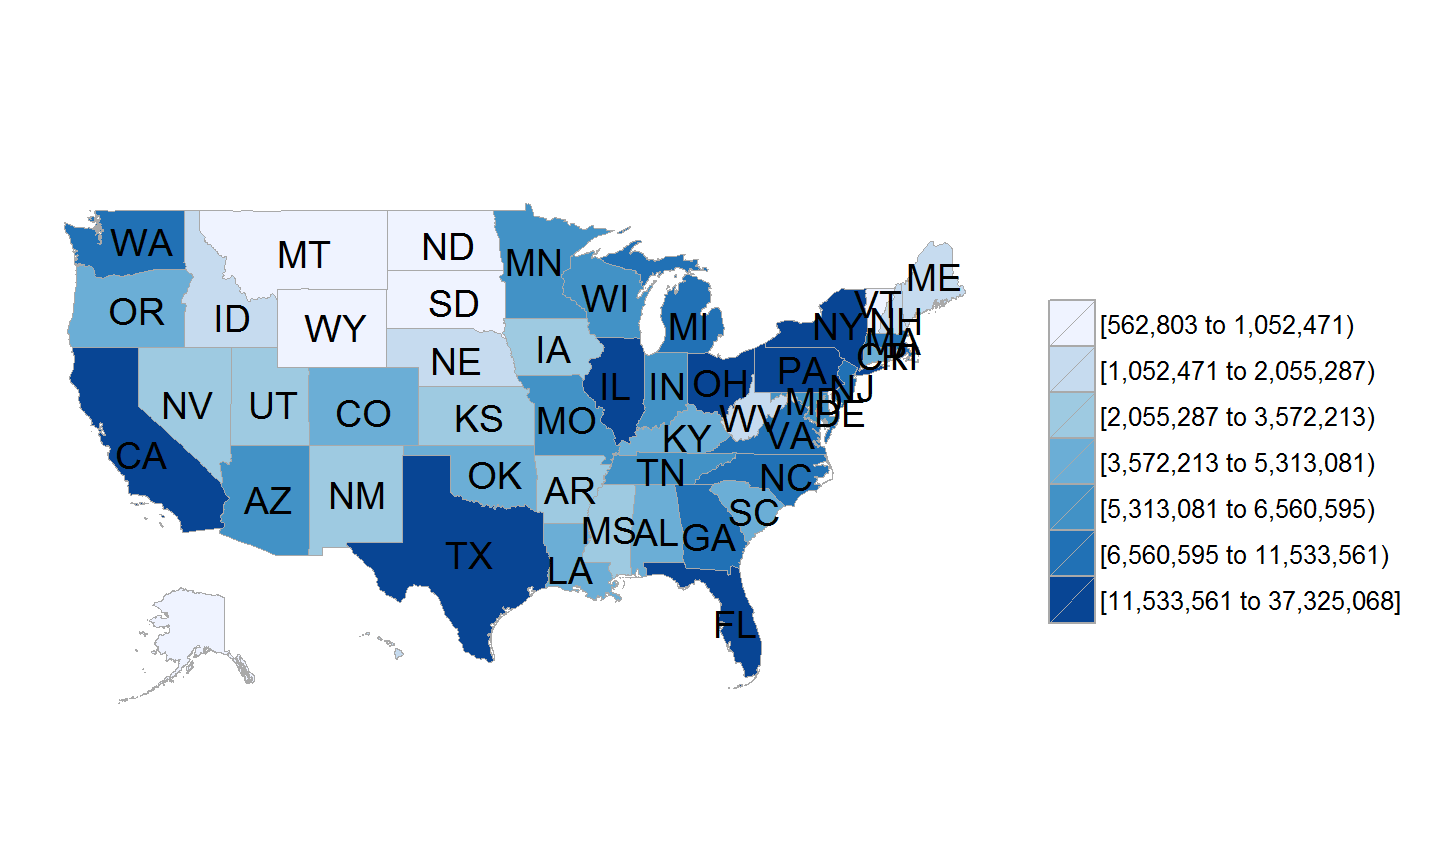 WA
MT
ND
MN
ME
OR
ID
WY
SD
WI
MI
VT
NH
NY
MA
CT
RI
NE
IA
NV
UT
CO
KS
MO
IL
IN
OH
PA
NJ
MD
DE
WV
VA
KY
CA
AZ
NM
OK
AR
TN
NC
TX
LA
MS
AL
GA
SC
FL
[562,803 to 1,052,471)
[1,052,471 to 2,055,287)
[2,055,287 to 3,572,213)
[3,572,213 to 5,313,081)
[5,313,081 to 6,560,595)
[6,560,595 to 11,533,561)
[11,533,561 to 37,325,068]